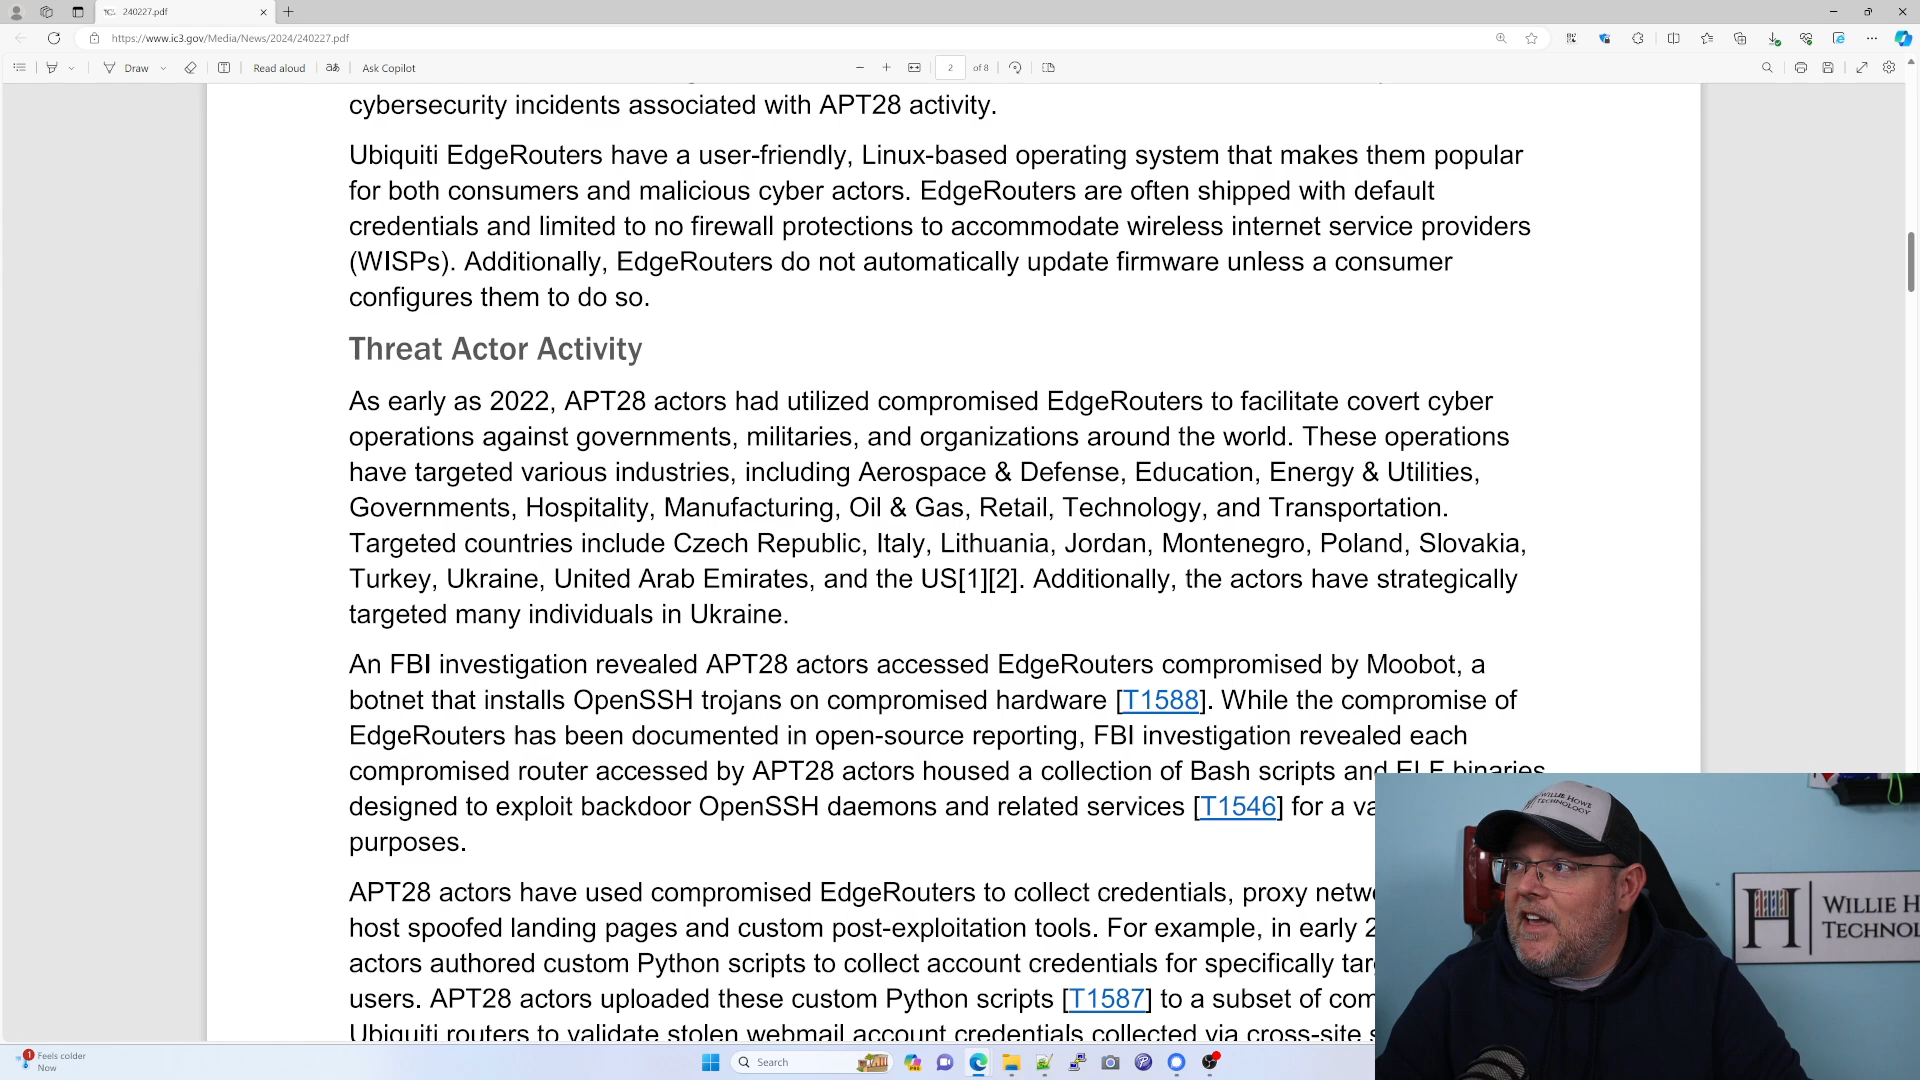 240227.pdf
https://www.ic3.gov/Media/News/2024/240227.pdf
Draw
Read aloud
Ask Copilot
2
of 8
cybersecurity incidents associated with APT28 activity.
Ubiquiti EdgeRouters have a user-friendly, Linux-based operating system that makes them popular
for both consumers and malicious cyber actors. EdgeRouters are often shipped with default
credentials and limited to no firewall protections to accommodate wireless internet service providers
(WISPs). Additionally, EdgeRouters do not automatically update firmware unless a consumer
configures them to do so.
Threat Actor Activity
As early as 2022, APT28 actors had utilized compromised EdgeRouters to facilitate covert cyber
operations against governments, militaries, and organizations around the world. These operations
have targeted various industries, including Aerospace & Defense, Education, Energy & Utilities,
Governments, Hospitality, Manufacturing, Oil & Gas, Retail, Technology, and Transportation.
Targeted countries include Czech Republic, Italy, Lithuania, Jordan, Montenegro, Poland, Slovakia,
Turkey, Ukraine, United Arab Emirates, and the US[1][2]. Additionally, the actors have strategically
targeted many individuals in Ukraine.
An FBI investigation revealed APT28 actors accessed EdgeRouters compromised by Moobot, a
botnet that installs OpenSSH trojans on compromised hardware [T1588]. While the compromise of
EdgeRouters has been documented in open-source reporting, FBI investigation revealed each
compromised router accessed by APT28 actors housed a collection of Bash scripts and ELF binaries
designed to exploit backdoor OpenSSH daemons and related services [T1546] for a va
purposes.
APT28 actors have used compromised EdgeRouters to collect credentials, proxy netw
host spoofed landing pages and custom post-exploitation tools. For example, in early 2
actors authored custom Python scripts to collect account credentials for specifically tar
users. APT28 actors uploaded these custom Python scripts [T1587] to a subset of com
Ubiquiti routers to validate stolen webmail account credentials collected via cross-site s
WILLIE HOWE
TECHNOLOGY
H
WILLIE H
TECHNOL
1
Feels colder
Now
Search